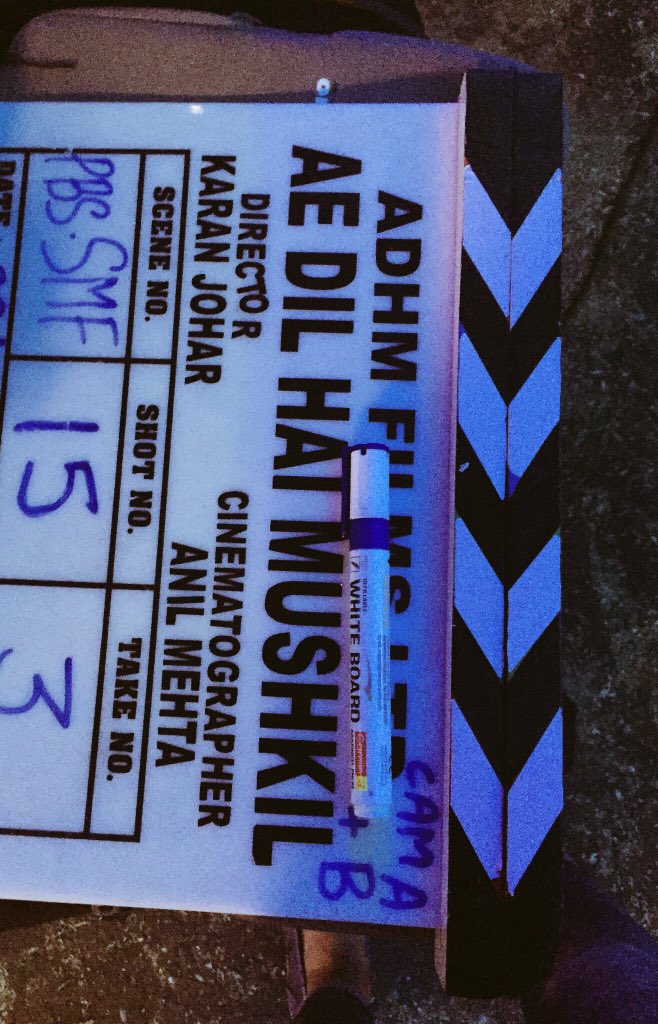 ADHM FILMS LTD
AE DIL HAI MUSHKIL
DIRECTOR
KARAN JOHAR
CINEMATOGRAPHER
ANIL MEHTA
CAM A
+ B
WHITE BOARD
SCENE NO.
SHOT NO.
TAKE NO.
PBS.SMF
15
3
DATE